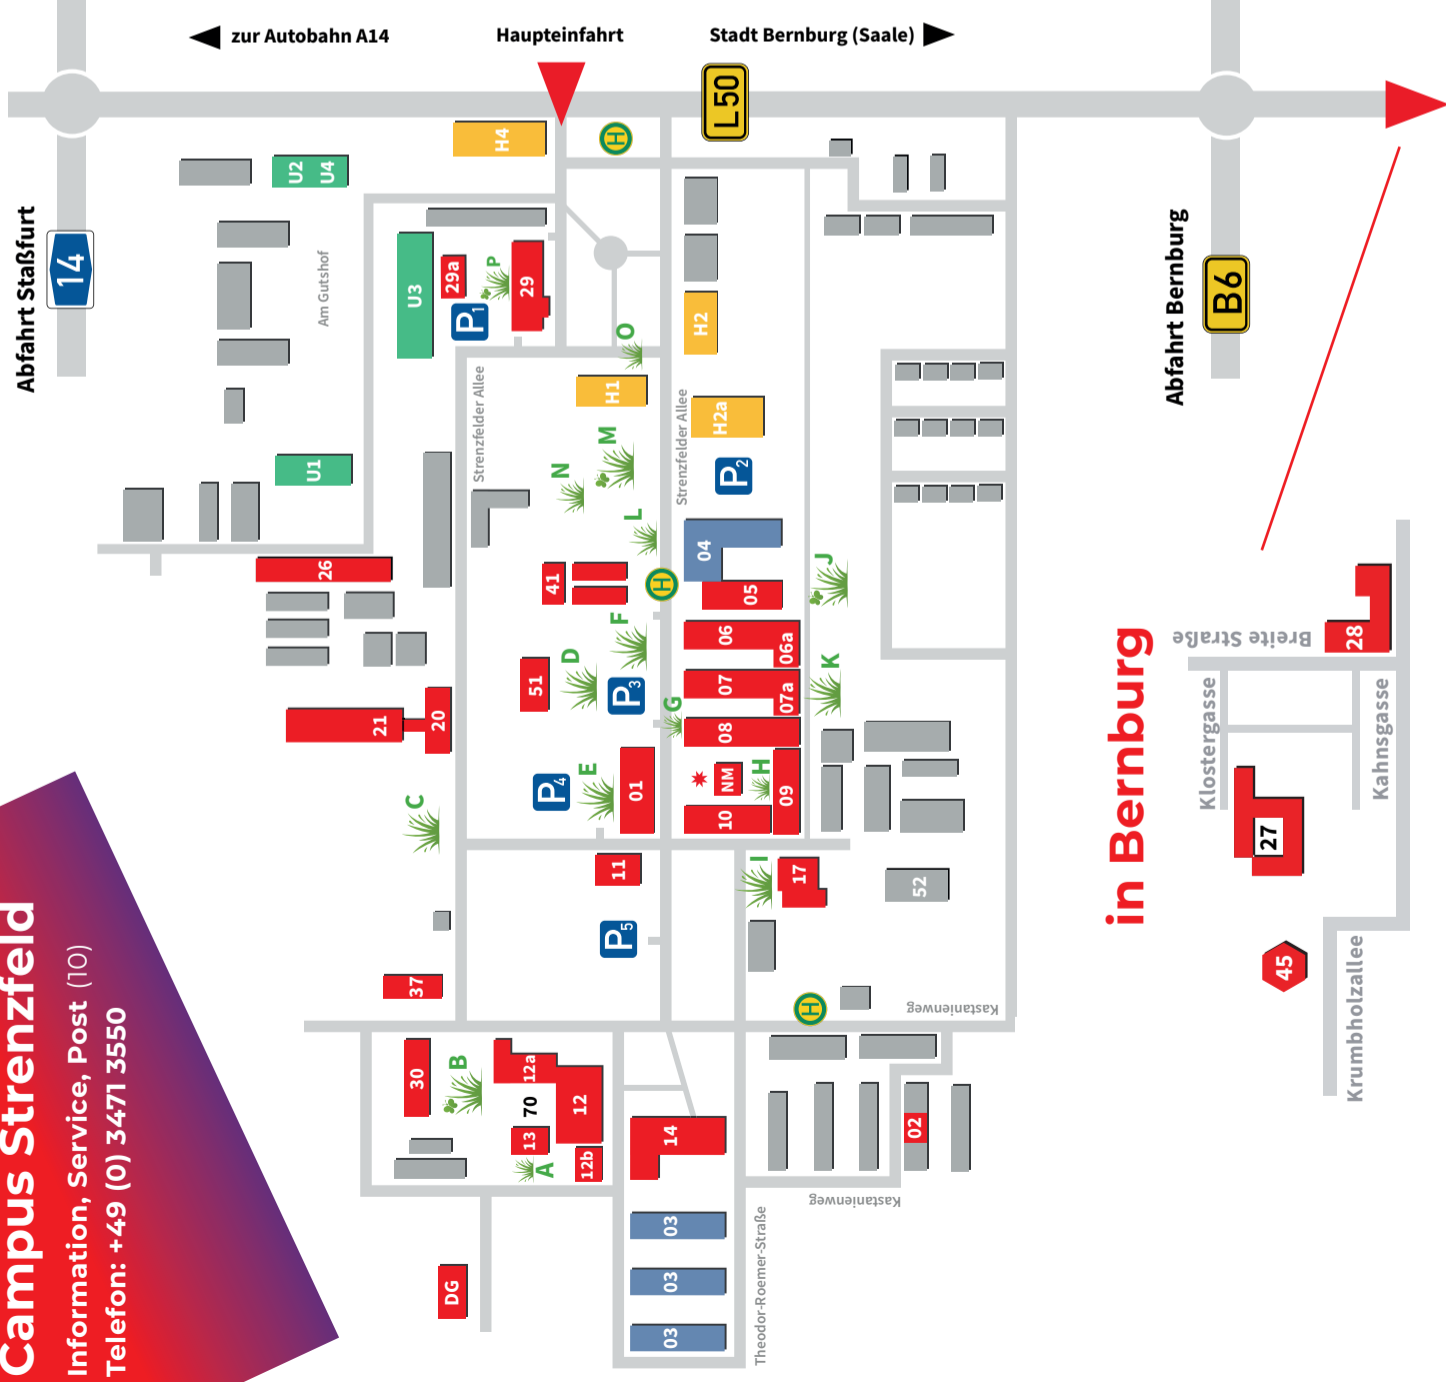 zur Autobahn A14
Haupteinfahrt
Stadt Bernburg (Saale)
L 50
Abfahrt Staßfurt
14
Abfahrt Bernburg
B6
Am Gutshof
Strenzfelder Allee
Strenzfelder Allee
H4
H
U2
U4
U3
29a
P
29
P1
O
H2
H1
H2a
M
N
L
P2
U1
26
41
H
04
05
J
F
06
06a
D
51
P3
G
07
07a
K
21
20
08
P4
E
01
NM
H
09
10
C
11
I
17
52
P5
37
H
Kastanienweg
30
B
12a
70
12
13
A
12b
14
02
Kastanienweg
03
03
03
DG
Theodor-Roemer-Straße
Campus Strenzfeld
Information, Service, Post (10)
Telefon: +49 (0) 3471 3550
in Bernburg
Breite Straße
28
Klostergasse
Kahnsgasse
27
45
Krumbholzallee